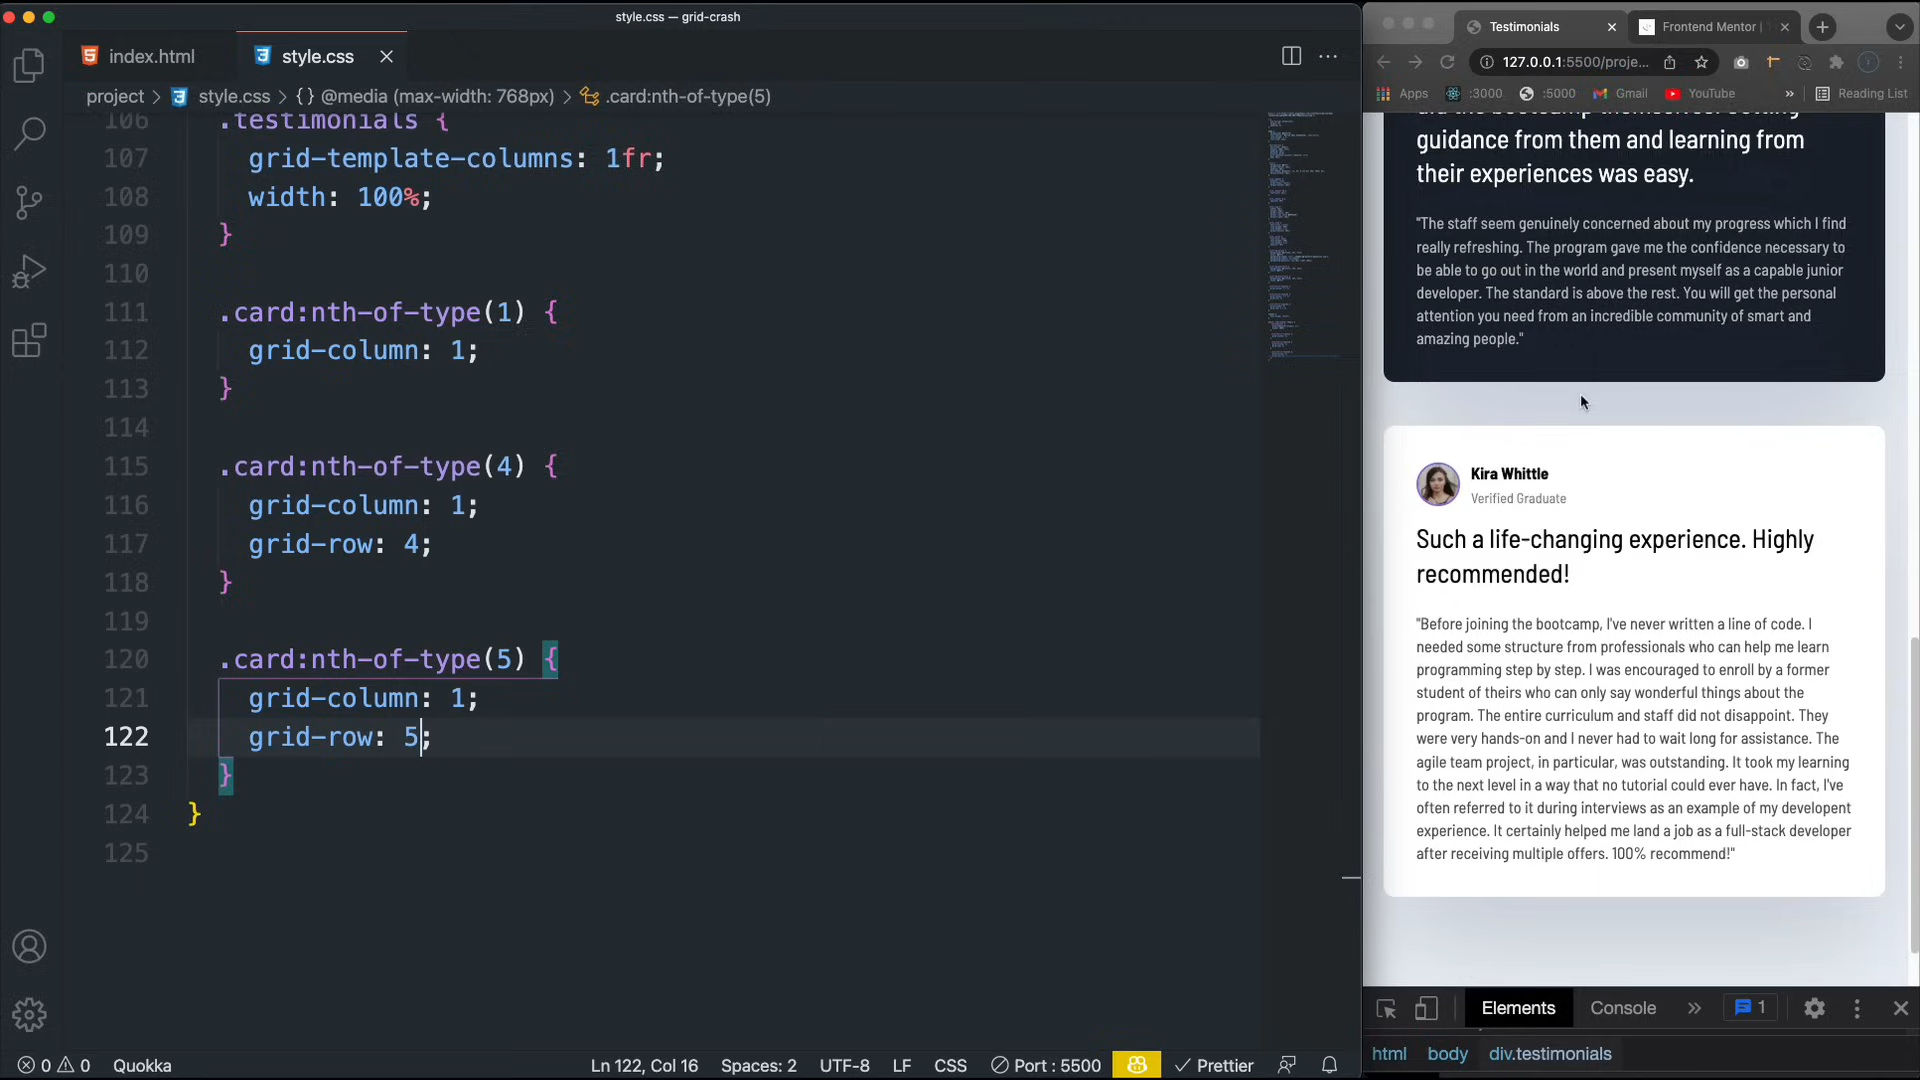 style.css — grid-crash
index.html
style.css
project > style.css > {} @media (max-width: 768px) > .card:nth-of-type(5)
106 .testimonials {
107 grid-template-columns: 1fr;
108 width: 100%;
109 }
110
111 .card:nth-of-type(1) {
112 grid-column: 1;
113 }
114
115 .card:nth-of-type(4) {
116 grid-column: 1;
117 grid-row: 4;
118 }
119
120 .card:nth-of-type(5) {
121 grid-column: 1;
122 grid-row: 5;
123 }
124 }
125
0 0 Quokka
Ln 122, Col 16 Spaces: 2 UTF-8 LF CSS Port : 5500 Prettier
Testimonials
Frontend Mentor |
127.0.0.1:5500/proje...
Apps :3000 :5000 Gmail YouTube » Reading List
guidance from them and learning from
their experiences was easy.
"The staff seem genuinely concerned about my progress which I find
really refreshing. The program gave me the confidence necessary to
be able to go out in the world and present myself as a capable junior
developer. The standard is above the rest. You will get the personal
attention you need from an incredible community of smart and
amazing people."
Kira Whittle
Verified Graduate
Such a life-changing experience. Highly
recommended!
"Before joining the bootcamp, I've never written a line of code. I
needed some structure from professionals who can help me learn
programming step by step. I was encouraged to enroll by a former
student of theirs who can only say wonderful things about the
program. The entire curriculum and staff did not disappoint. They
were very hands-on and I never had to wait long for assistance. The
agile team project, in particular, was outstanding. It took my learning
to the next level in a way that no tutorial could ever have. In fact, I've
often referred to it during interviews as an example of my developent
experience. It certainly helped me land a job as a full-stack developer
after receiving multiple offers. 100% recommend!"
Elements Console » 1
html body div.testimonials